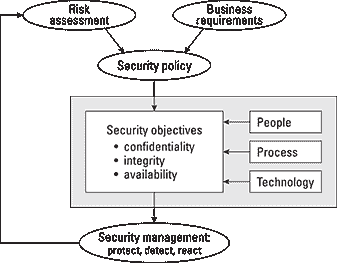 Risk
assessment
Business
requirements
Security policy
Security objectives
• confidentiality
• integrity
• availability
People
Process
Technology
Security management:
protect, detect, react